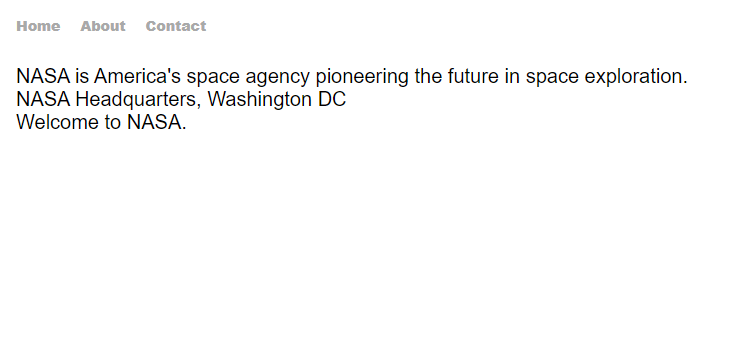 Home About Contact
NASA is America's space agency pioneering the future in space exploration.
NASA Headquarters, Washington DC
Welcome to NASA.